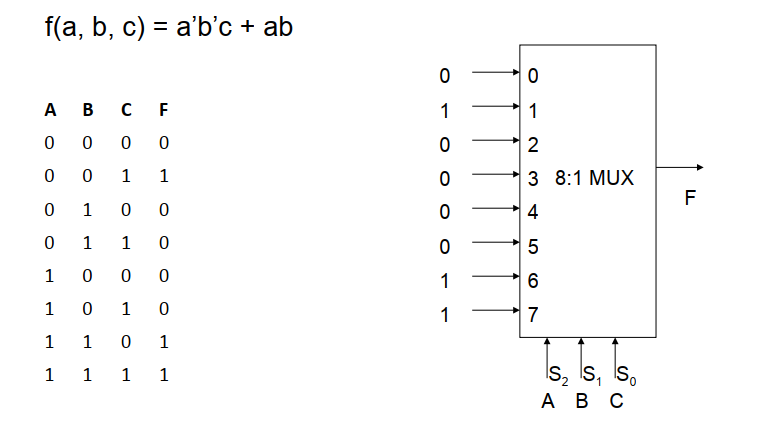 f(a, b, c) = a’b’c + ab
A B C F
0 0 0 0
0 0 1 1
0 1 0 0
0 1 1 0
1 0 0 0
1 0 1 0
1 1 0 1
1 1 1 1
0 0
1 1
0 2
0 3 8:1 MUX
0 4
0 5
1 6
1 7
F
S₂ S₁ S₀
A B C